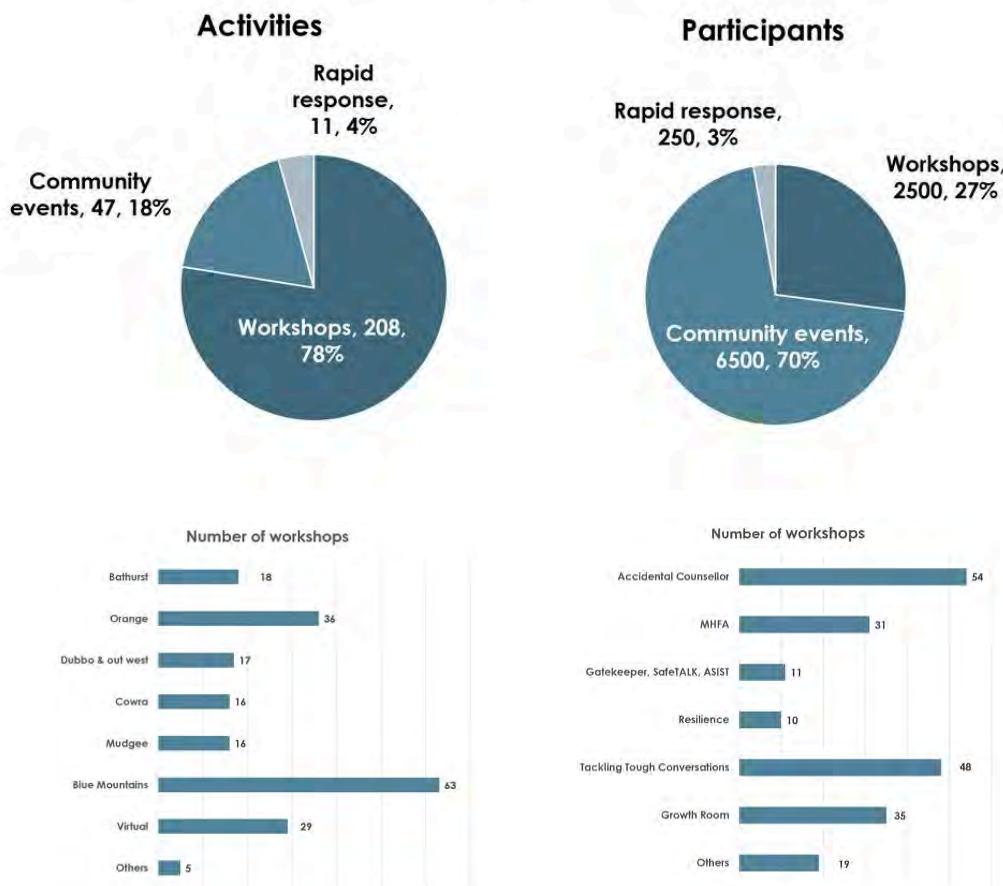 Activities
Rapid
response,
11, 4%
Community
events, 47, 18%
Workshops, 208,
78%
Participants
Rapid response,
250, 3%
Workshops,
2500, 27%
Community events,
6500, 70%
Number of workshops
Bathurst 18
Orange 36
Dubbo & out west 17
Cowra 16
Mudgee 16
Blue Mountains 63
Virtual 29
Others 5
Number of workshops
Accidental Counsellor 54
MHFA 31
Gatekeeper, SafeTALK, ASIST 11
Resilience 10
Tackling Tough Conversations 48
Growth Room 35
Others 19